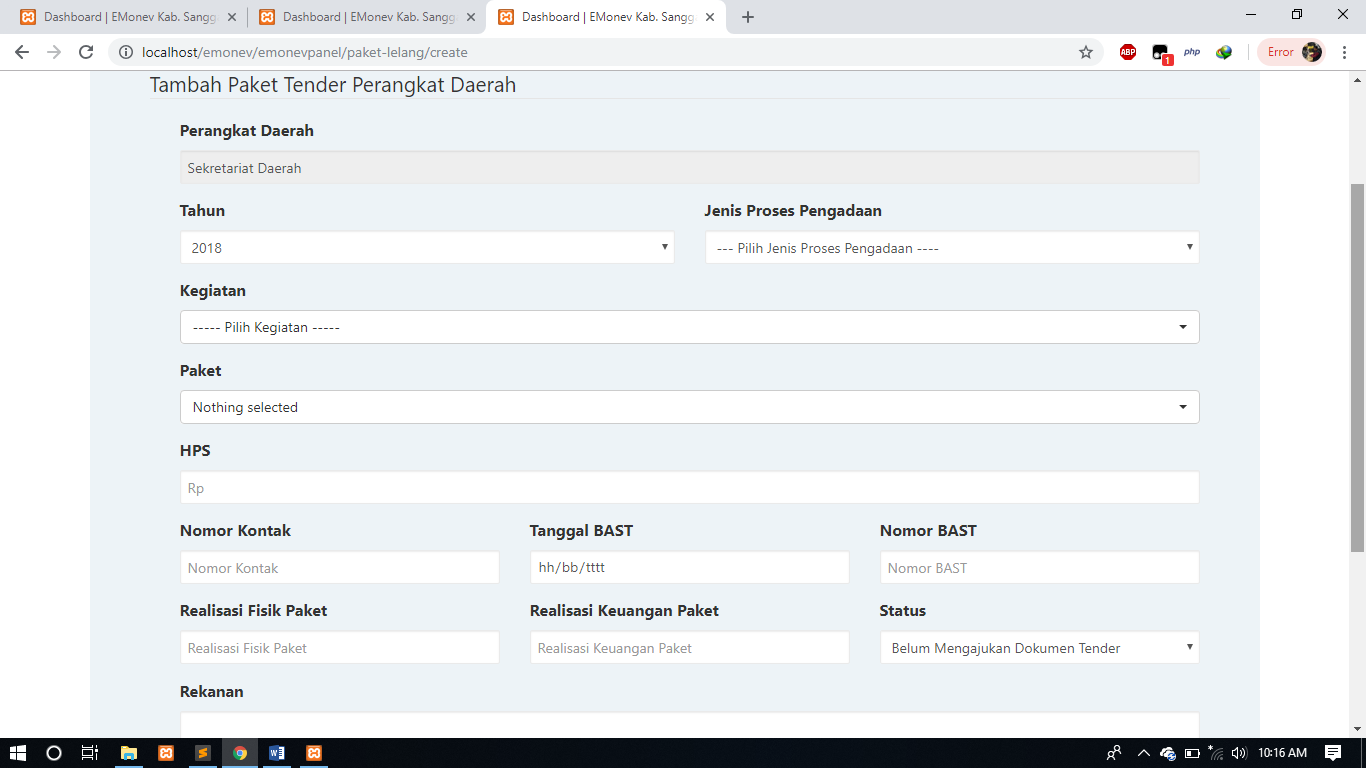 Dashboard | EMonev Kab. Sangg
Dashboard | EMonev Kab. Sangg
Dashboard | EMonev Kab. Sangg
localhost/emonev/emonevpanel/paket-lelang/create
ABP
1
php
Error
Tambah Paket Tender Perangkat Daerah
Perangkat Daerah
Sekretariat Daerah
Tahun
Jenis Proses Pengadaan
2018
--- Pilih Jenis Proses Pengadaan ----
Kegiatan
----- Pilih Kegiatan -----
Paket
Nothing selected
HPS
Rp
Nomor Kontak
Tanggal BAST
Nomor BAST
Nomor Kontak
hh/bb/tttt
Nomor BAST
Realisasi Fisik Paket
Realisasi Keuangan Paket
Status
Realisasi Fisik Paket
Realisasi Keuangan Paket
Belum Mengajukan Dokumen Tender
Rekanan
10:16 AM